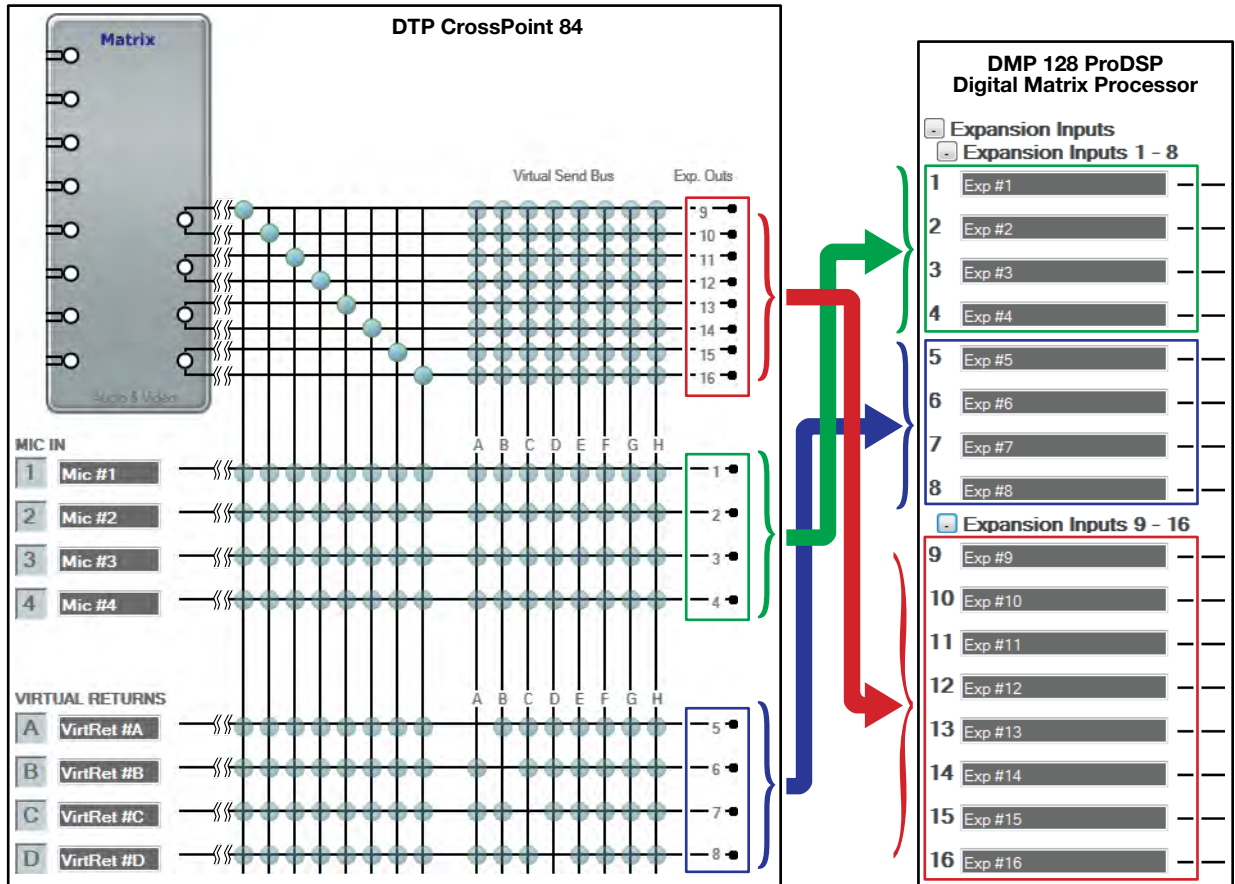 DTP CrossPoint 84
Matrix
Virtual Send Bus
Exp. Outs
9
10
11
12
13
14
15
16
Audio & Video
MIC IN
A B C D E F G H
1 Mic #1 1
2 Mic #2 2
3 Mic #3 3
4 Mic #4 4
VIRTUAL RETURNS
A B C D E F G H
A VirtRet #A 5
B VirtRet #B 6
C VirtRet #C 7
D VirtRet #D 8
DMP 128 ProDSP
Digital Matrix Processor
- Expansion Inputs
- Expansion Inputs 1 - 8
1 Exp #1
2 Exp #2
3 Exp #3
4 Exp #4
5 Exp #5
6 Exp #6
7 Exp #7
8 Exp #8
- Expansion Inputs 9 - 16
9 Exp #9
10 Exp #10
11 Exp #11
12 Exp #12
13 Exp #13
14 Exp #14
15 Exp #15
16 Exp #16